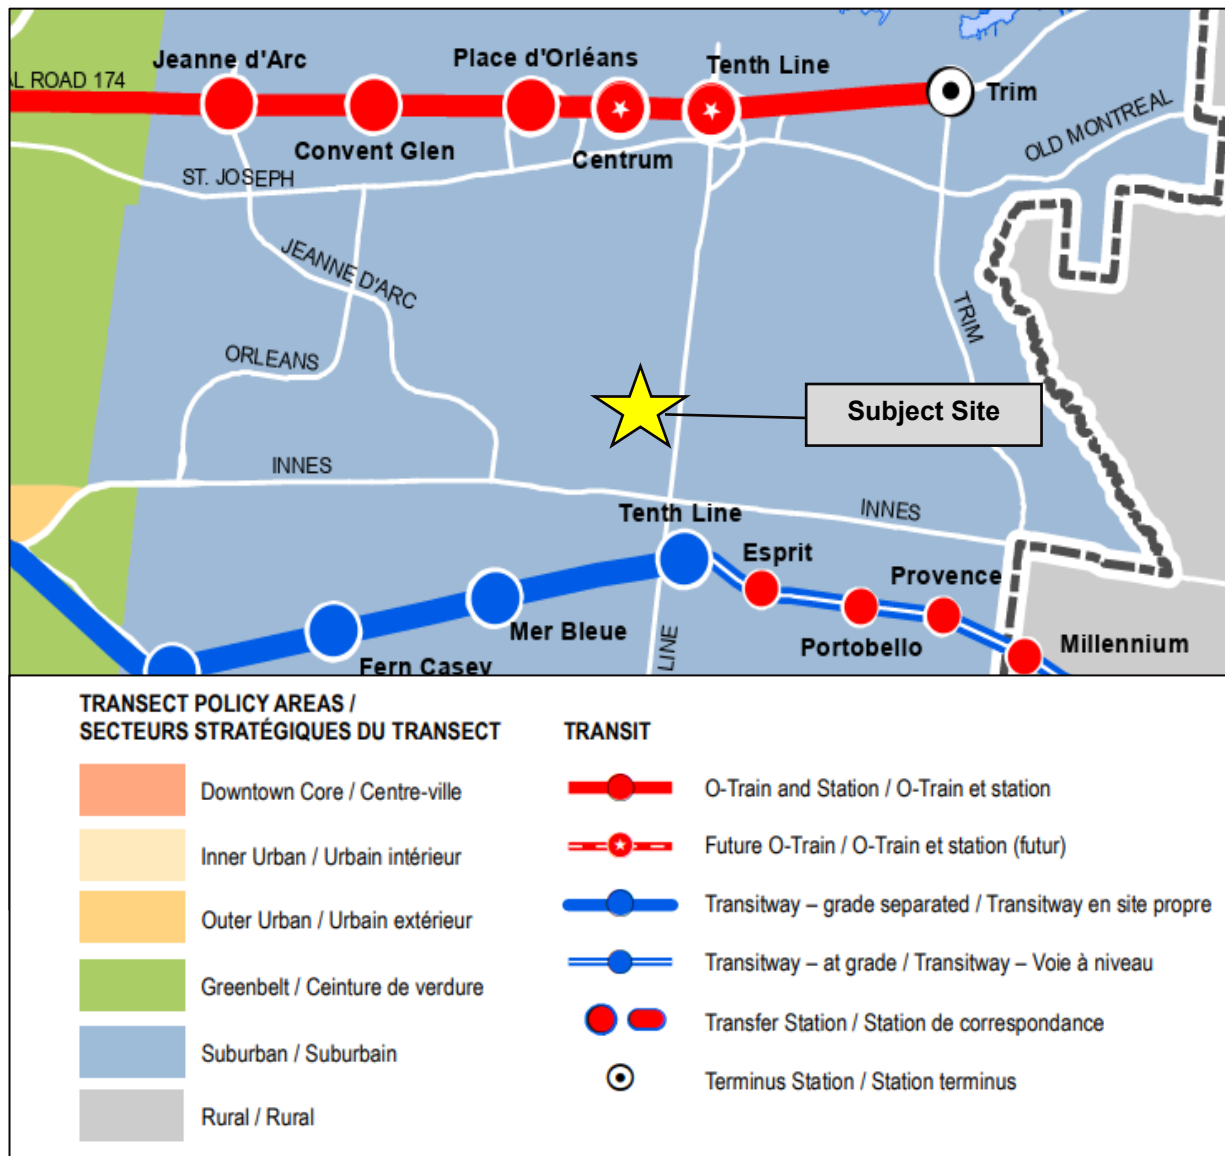 Jeanne d'Arc
Place d'Orléans
Tenth Line
AL ROAD 174
Trim
Convent Glen
Centrum
OLD MONTREAL
ST. JOSEPH
JEANNE D'ARC
TRIM
ORLEANS
Subject Site
INNES
INNES
Tenth Line
Esprit
Provence
Mer Bleue
Portobello
Millennium
LINE
Fern Casey
TRANSECT POLICY AREAS /
SECTEURS STRATÉGIQUES DU TRANSECT
Downtown Core / Centre-ville
Inner Urban / Urbain intérieur
Outer Urban / Urbain extérieur
Greenbelt / Ceinture de verdure
Suburban / Suburbain
Rural / Rural
TRANSIT
O-Train and Station / O-Train et station
Future O-Train / O-Train et station (futur)
Transitway – grade separated / Transitway en site propre
Transitway – at grade / Transitway – Voie à niveau
Transfer Station / Station de correspondance
Terminus Station / Station terminus